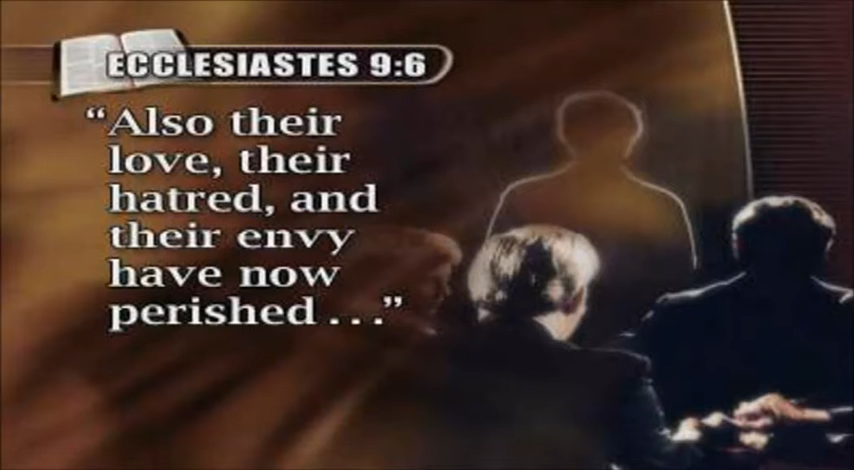 ECCLESIASTES 9:6
“Also their
love, their
hatred, and
their envy
have now
perished . . .”